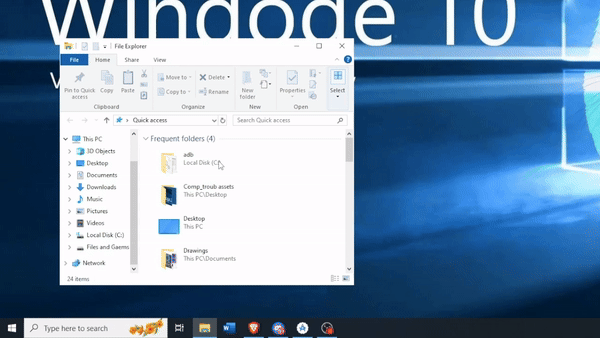 Windode 10
File Explorer
File
Home
Share
View
Pin to Quick
access
Copy
Paste
Move to
Copy to
Delete
Rename
New
folder
Properties
Select
Clipboard
Organize
New
Open
Quick access
Search Quick access
This PC
3D Objects
Desktop
Documents
Downloads
Music
Pictures
Videos
Local Disk (C:)
Files and Gaems
Network
Frequent folders (4)
adb
Local Disk (C:)
Comp_troub assets
This PC\Desktop
Desktop
This PC
Drawings
This PC\Documents
24 items
Type here to search